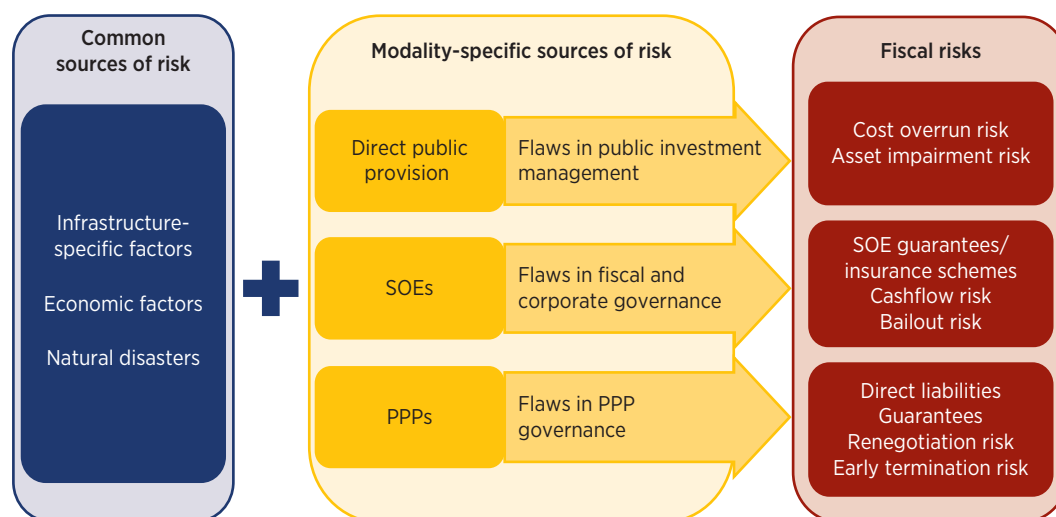 Common
sources of risk
Infrastructure-
specific factors
Economic factors
Natural disasters
Modality-specific sources of risk
Direct public
provision
Flaws in public investment
management
SOEs
Flaws in fiscal and
corporate governance
PPPs
Flaws in PPP
governance
Fiscal risks
Cost overrun risk
Asset impairment risk
SOE guarantees/
insurance schemes
Cashflow risk
Bailout risk
Direct liabilities
Guarantees
Renegotiation risk
Early termination risk